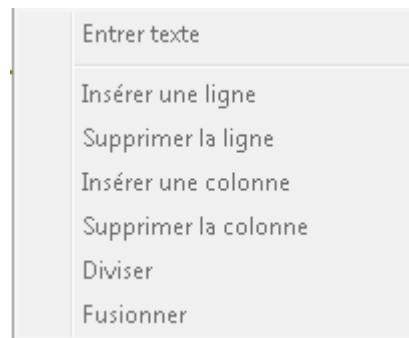 Entrer texte
Insérer une ligne
Supprimer la ligne
Insérer une colonne
Supprimer la colonne
Diviser
Fusionner